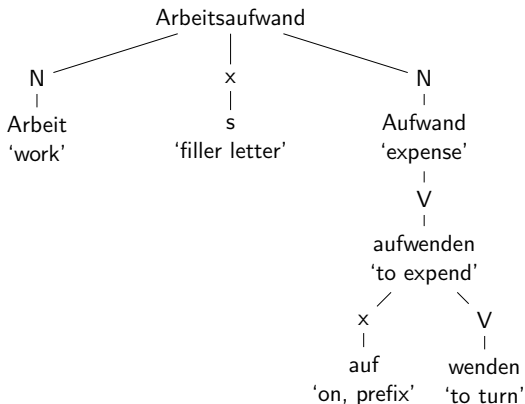 Arbeitsaufwand
N x N
Arbeit s Aufwand
‘work’ ‘filler letter’ ‘expense’
V
aufwenden
‘to expend’
x V
auf wenden
‘on, prefix’ ‘to turn’